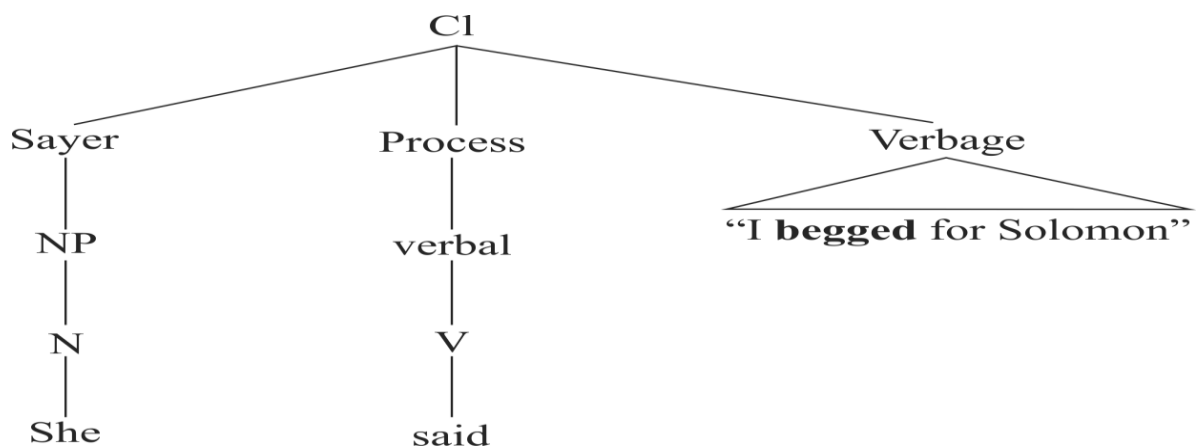 Cl
Sayer Process Verbage
NP verbal “I begged for Solomon”
N V
She said